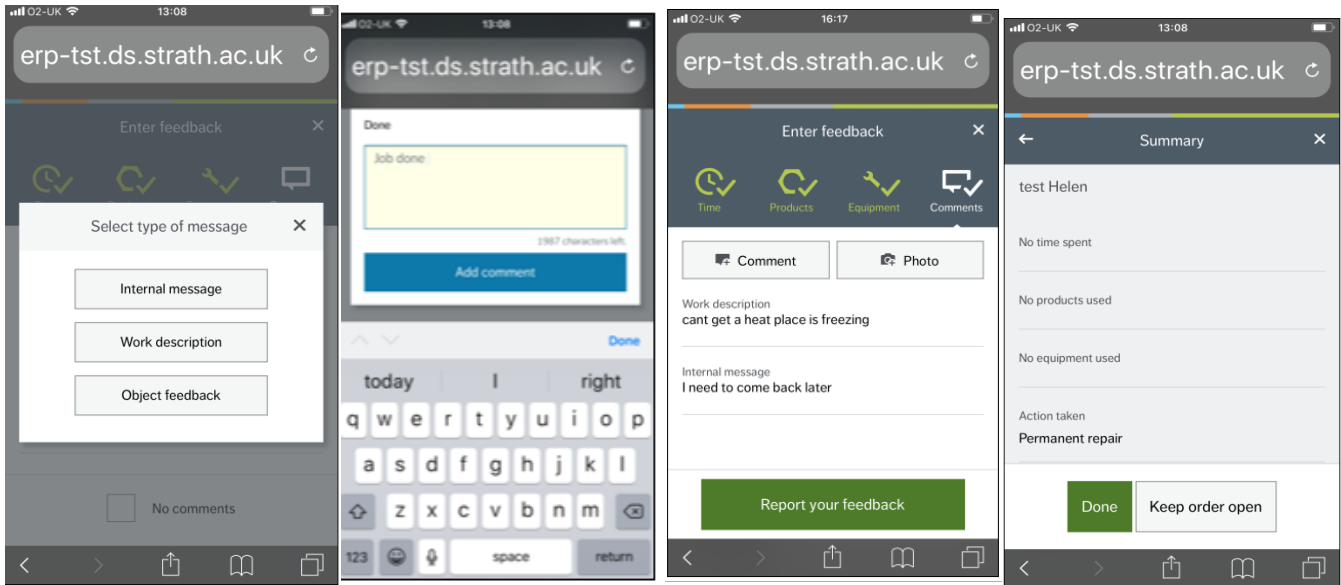 O2-UK 13:08
erp-tst.ds.strath.ac.uk
Enter feedback
Select type of message
Internal message
Work description
Object feedback
No comments
O2-UK 13:08
erp-tst.ds.strath.ac.uk
Done
Job done
1987 characters left.
Add comment
Done
today I right
q w e r t y u i o p
a s d f g h j k l
z x c v b n m
123 space return
O2-UK 16:17
erp-tst.ds.strath.ac.uk
Enter feedback
Time Products Equipment Comments
Comment Photo
Work description
cant get a heat place is freezing
Internal message
I need to come back later
Report your feedback
O2-UK 13:08
erp-tst.ds.strath.ac.uk
Summary
test Helen
No time spent
No products used
No equipment used
Action taken
Permanent repair
Done Keep order open